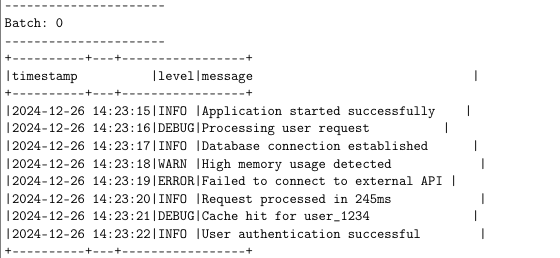 -----------------------
Batch: 0
-----------------------
+----------+---+-----------------+
|timestamp          |level|message                              |
+----------+---+-----------------+
|2024-12-26 14:23:15|INFO |Application started successfully    |
|2024-12-26 14:23:16|DEBUG|Processing user request          |
|2024-12-26 14:23:17|INFO |Database connection established      |
|2024-12-26 14:23:18|WARN |High memory usage detected            |
|2024-12-26 14:23:19|ERROR|Failed to connect to external API |
|2024-12-26 14:23:20|INFO |Request processed in 245ms            |
|2024-12-26 14:23:21|DEBUG|Cache hit for user_1234              |
|2024-12-26 14:23:22|INFO |User authentication successful        |
+----------+---+-----------------+